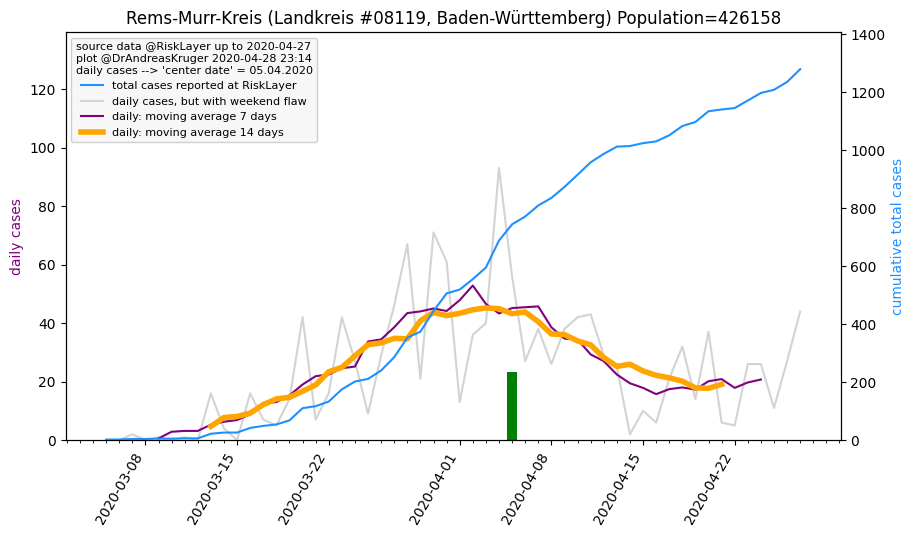 Rems-Murr-Kreis (Landkreis #08119, Baden-Württemberg) Population=426158
source data @RiskLayer up to 2020-04-27
plot @DrAndreasKruger 2020-04-28 23:14
daily cases --> 'center date' = 05.04.2020
total cases reported at RiskLayer
daily cases, but with weekend flaw
daily: moving average 7 days
daily: moving average 14 days
daily cases
120
100
80
60
40
20
0
1400
1200
1000
800
600
400
200
0
cumulative total cases
2020-03-08
2020-03-15
2020-03-22
2020-04-01
2020-04-08
2020-04-15
2020-04-22